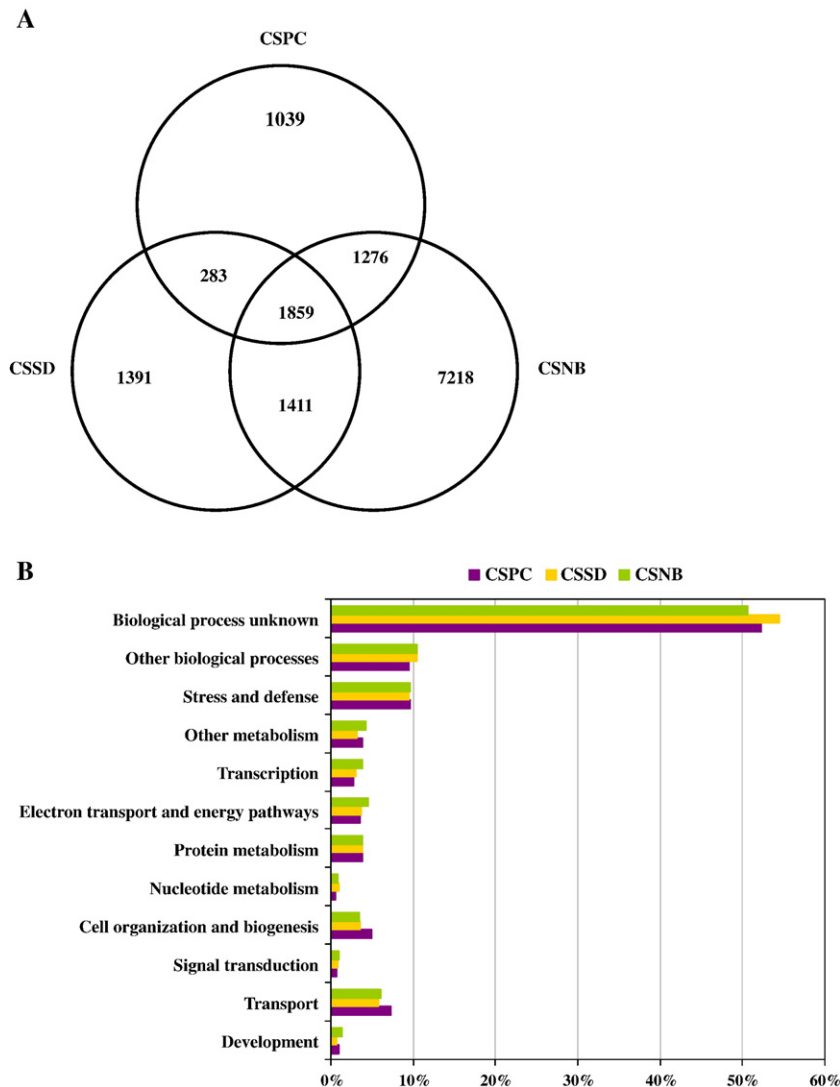 A
CSPC
1039
283
1276
1859
CSSD
1391
7218
CSNB
1411
B
CSPC CSSD CSNB
Biological process unknown
Other biological processes
Stress and defense
Other metabolism
Transcription
Electron transport and energy pathways
Protein metabolism
Nucleotide metabolism
Cell organization and biogenesis
Signal transduction
Transport
Development
0% 10% 20% 30% 40% 50% 60%